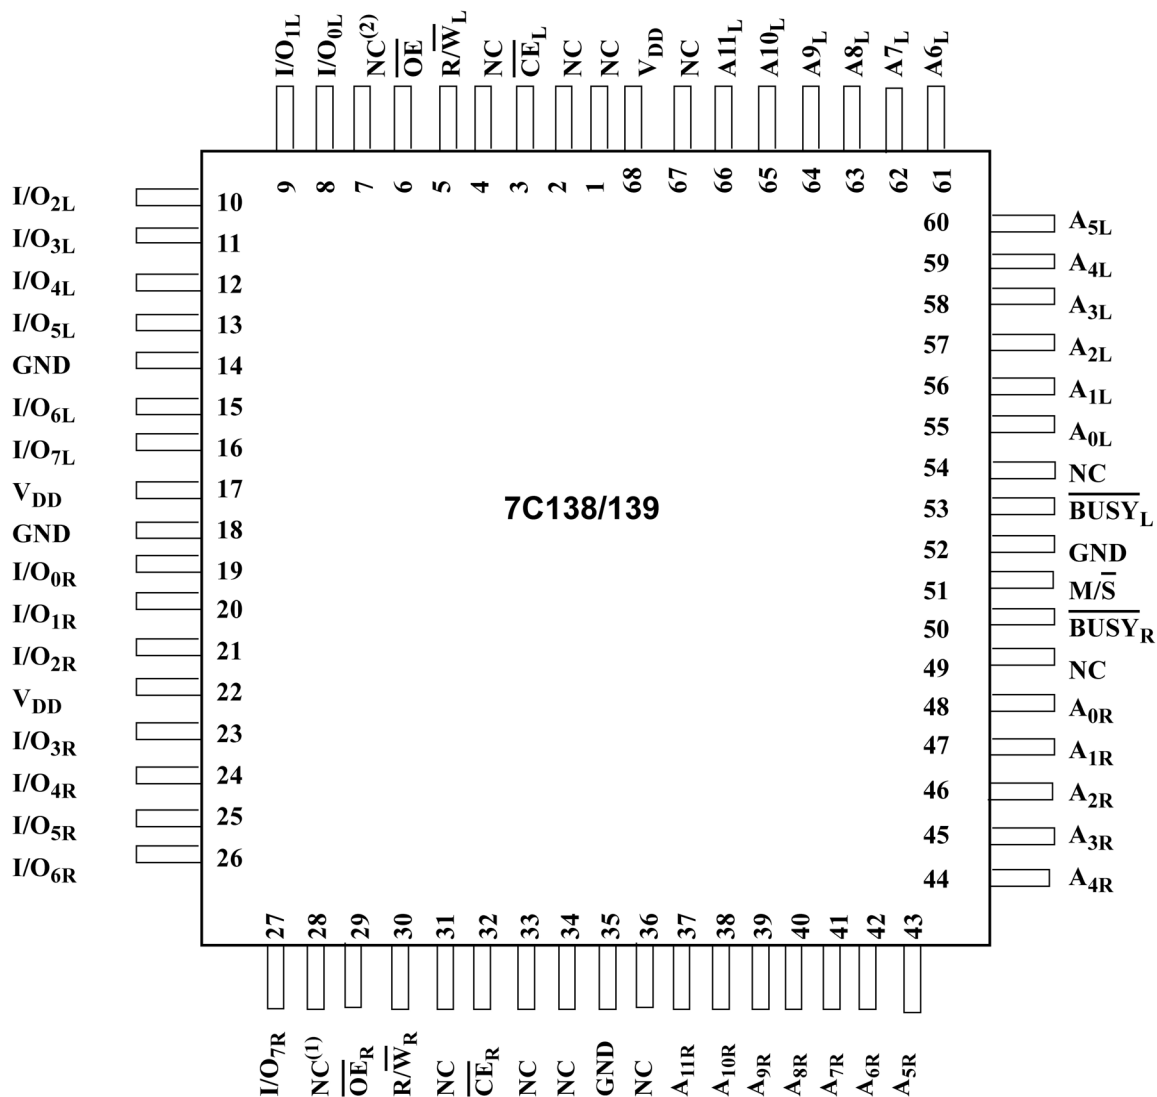 I/O1L
I/O0L
NC(2)
OE
R/WL
NC
CEL
NC
NC
VDD
NC
A11L
A10L
A9L
A8L
A7L
A6L
9
8
7
6
5
4
3
2
1
68
67
66
65
64
63
62
61
I/O2L
10
I/O3L
11
I/O4L
12
I/O5L
13
GND
14
I/O6L
15
I/O7L
16
VDD
17
GND
18
I/O0R
19
I/O1R
20
I/O2R
21
VDD
22
I/O3R
23
I/O4R
24
I/O5R
25
I/O6R
26
7C138/139
60
A5L
59
A4L
58
A3L
57
A2L
56
A1L
55
A0L
54
NC
53
BUSYL
52
GND
51
M/S
50
BUSYR
49
NC
48
A0R
47
A1R
46
A2R
45
A3R
44
A4R
27
28
29
30
31
32
33
34
35
36
37
38
39
40
41
42
43
I/O7R
NC(1)
OER
R/WR
NC
CER
NC
NC
GND
NC
A11R
A10R
A9R
A8R
A7R
A6R
A5R